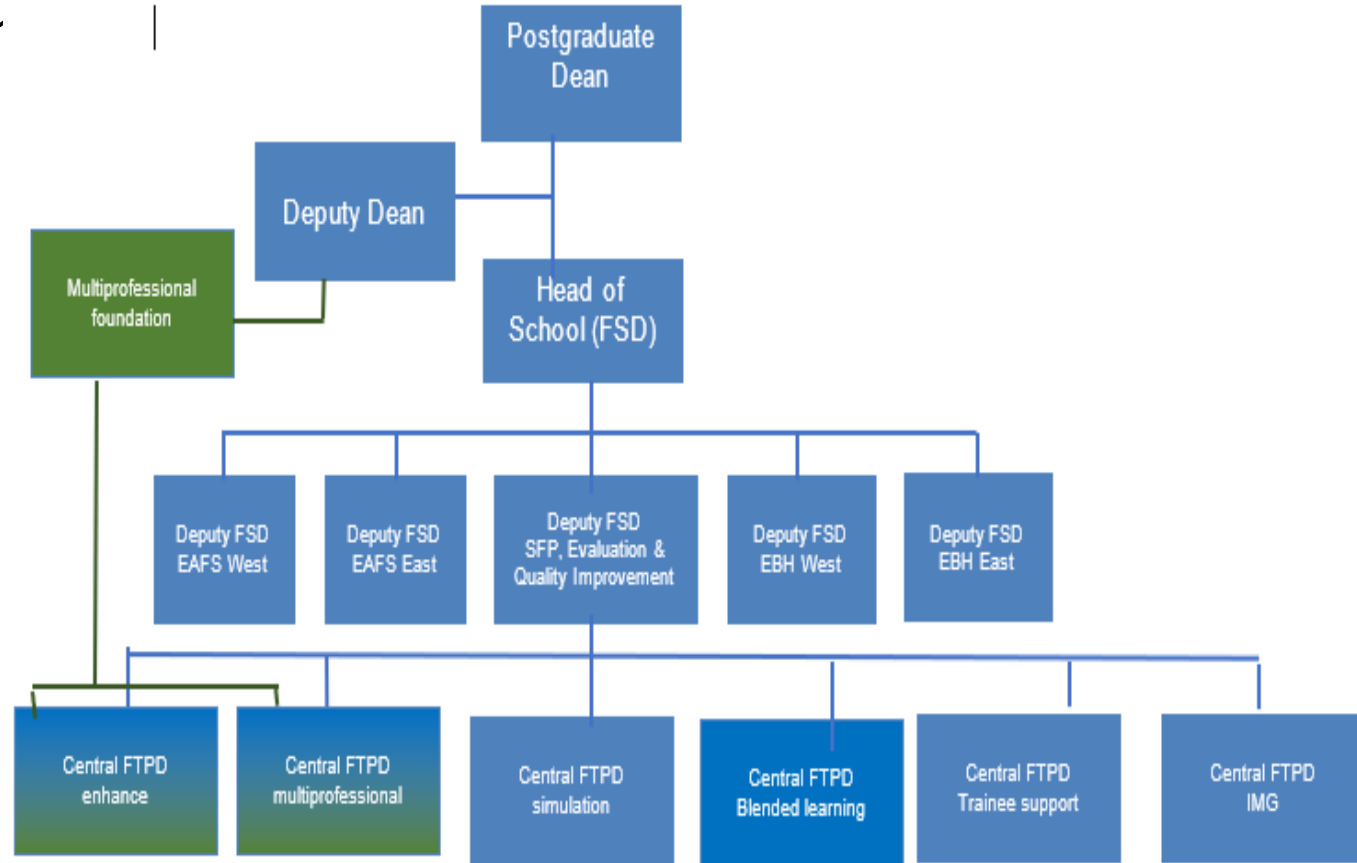 Postgraduate
Dean
Deputy Dean
Multiprofessional
foundation
Head of
School (FSD)
Deputy FSD
EAFS West
Deputy FSD
EAFS East
Deputy FSD
SFP, Evaluation &
Quality Improvement
Deputy FSD
EBH West
Deputy FSD
EBH East
Central FTPD
enhance
Central FTPD
multiprofessional
Central FTPD
simulation
Central FTPD
Blended learning
Central FTPD
Trainee support
Central FTPD
IMG